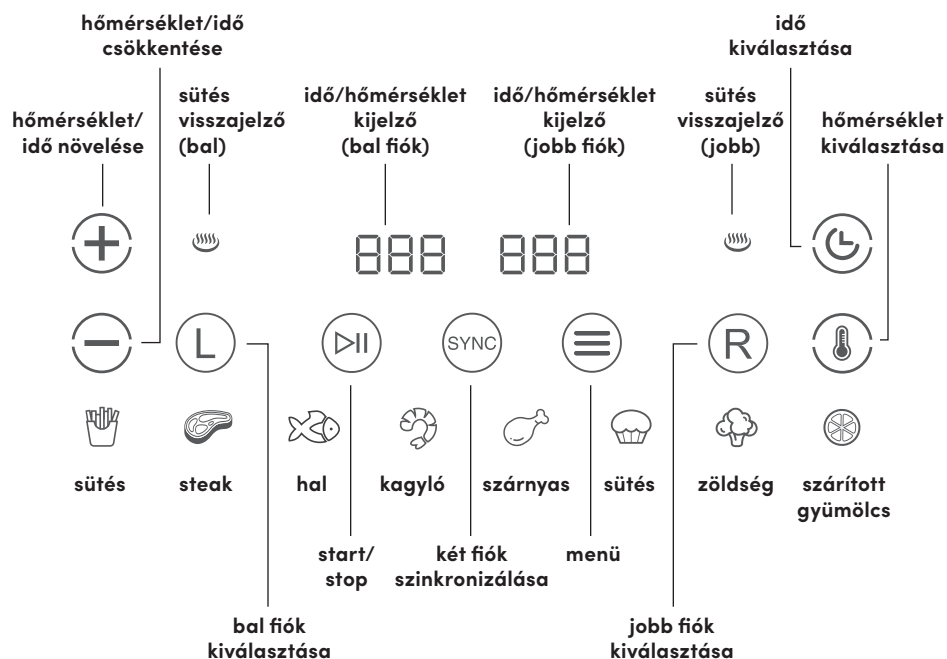 hőmérséklet/idő
csökkentése
idő
kiválasztása
hőmérséklet/
idő növelése
sütés
visszajelző
(bal)
idő/hőmérséklet
kijelző
(bal fiók)
idő/hőmérséklet
kijelző
(jobb fiók)
sütés
visszajelző
(jobb)
hőmérséklet
kiválasztása
888 888
L SYNC R
sütés steak hal kagyló szárnyas sütés zöldség szárított
gyümölcs
start/
stop
két fiók
szinkronizálása
menü
bal fiók
kiválasztása
jobb fiók
kiválasztása